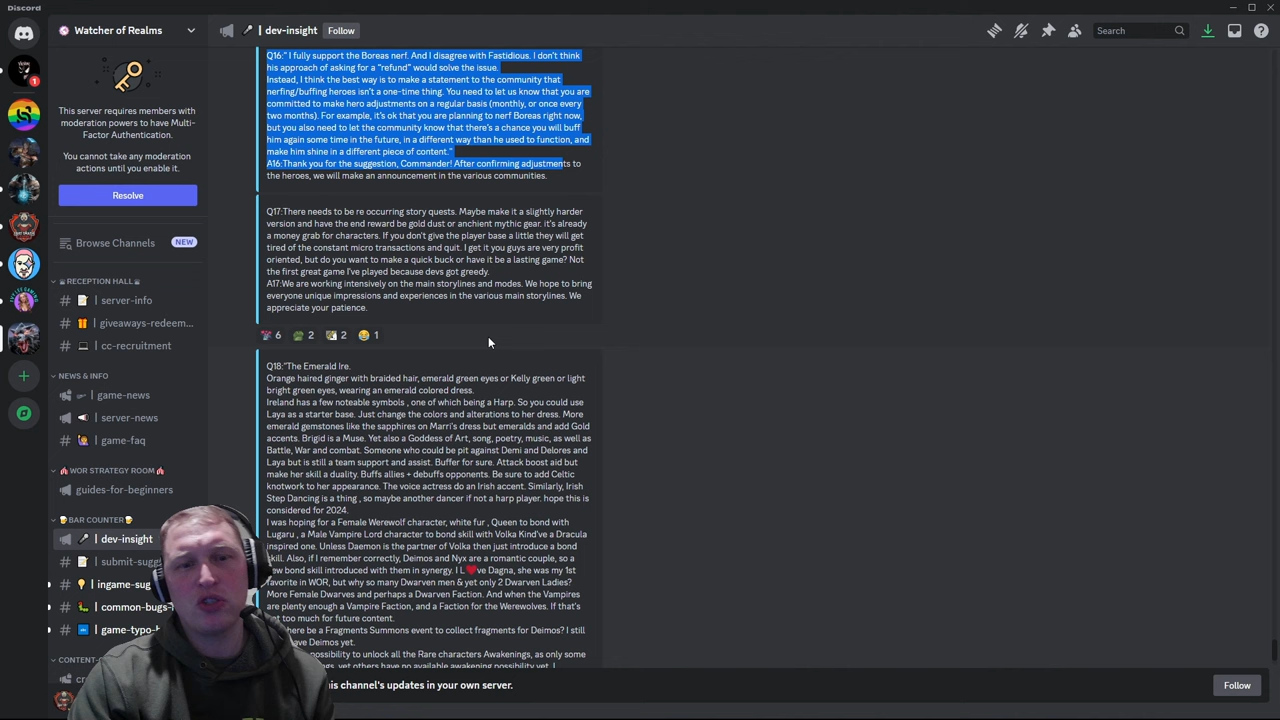 Discord
Watcher of Realms
dev-insight
Follow
Search
This server requires members
with moderation powers to have Multi-
Factor Authentication.
You cannot take any moderation
actions until you enable it.
Resolve
Browse Channels
NEW
RECEPTION HALL
server-info
giveaways-redeem...
cc-recruitment
NEWS & INFO
game-news
server-news
game-faq
WOR STRATEGY ROOM
guides-for-beginners
BAR COUNTER
dev-insight
submit-sugg
ingame-sug
common-bugs-
game-typo-
CONTENT-C
1
Q16:" I fully support the Boreas nerf. And I disagree with Fastidious. I don't think
his approach of asking for a "refund" would solve the issue.
Instead, I think the best way is to make a statement to the community that
nerfing/buffing heroes isn't a one-time thing. You need to let us know that you are
committed to make hero adjustments on a regular basis (monthly, or once every
two months). For example, it's ok that you are planning to nerf Boreas right now,
but you also need to let the community know that there's a chance you will buff
him again some time in the future, in a different way than he used to function, and
make him shine in a different piece of content."
A16:Thank you for the suggestion, Commander! After confirming adjustments to
the heroes, we will make an announcement in the various communities.
Q17:There needs to be re occurring story quests. Maybe make it a slightly harder
version and have the end reward be gold dust or anchient mythic gear. it's already
a money grab for characters. If you don't give the player base a little they will get
tired of the constant micro transactions and quit. I get it you guys are very profit
oriented, but do you want to make a quick buck or have it be a lasting game? Not
the first great game I've played because devs got greedy.
A17:We are working intensively on the main storylines and modes. We hope to bring
everyone unique impressions and experiences in the various main storylines. We
appreciate your patience.
6 2 2 1
Q18:"The Emerald Ire.
Orange haired ginger with braided hair, emerald green eyes or Kelly green or light
bright green eyes, wearing an emerald colored dress.
Ireland has a few noteable symbols , one of which being a Harp. So you could use
Laya as a starter base. Just change the colors and alterations to her dress. More
emerald gemstones like the sapphires on Marri's dress but emeralds and add Gold
accents. Brigid is a Muse. Yet also a Goddess of Art, song, poetry, music, as well as
Battle, War and combat. Someone who could be pit against Demi and Delores and
Laya but is still a team support and assist. Buffer for sure. Attack boost aid but
make her skill a duality. Buffs allies + debuffs opponents. Be sure to add Celtic
knotwork to her appearance. The voice actress do an Irish accent. Similarly, Irish
Step Dancing is a thing , so maybe another dancer if not a harp player. hope this is
considered for 2024.
I was hoping for a Female Werewolf character, white fur , Queen to bond with
Lugaru , a Male Vampire Lord character to bond skill with Volka Kind've a Dracula
inspired one. Unless Daemon is the partner of Volka then just introduce a bond
skill. Also, if I remember correctly, Deimos and Nyx are a romantic couple, so a
new bond skill introduced with them in synergy. I L❤ve Dagna, she was my 1st
favorite in WOR, but why so many Dwarven men & yet only 2 Dwarven Ladies?
More Female Dwarves and perhaps a Dwarven Faction. And when the Vampires
are plenty enough a Vampire Faction, and a Faction for the Werewolves. If that's
not too much for future content.
here be a Fragments Summons event to collect fragments for Deimos? I still
ave Deimos yet.
possibility to unlock all the Rare characters Awakenings, as only some
ngs, yet others have no available awakening possibility yet. I
is channel's updates in your own server.
Follow